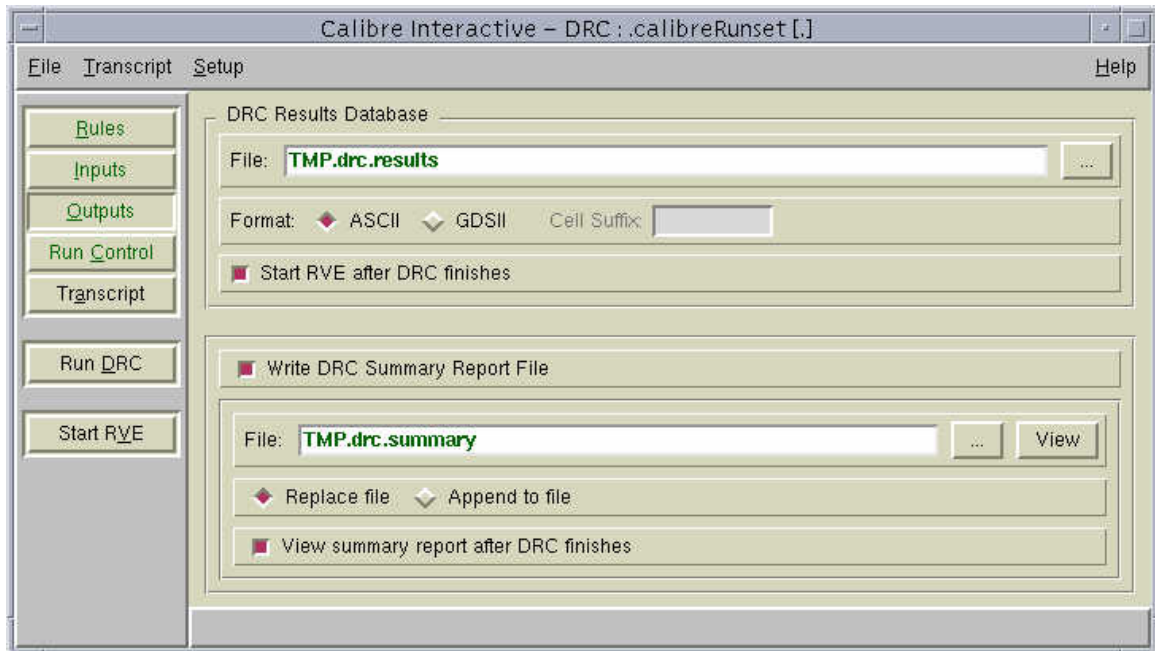 Calibre Interactive – DRC : .calibreRunset [.]
File Transcript Setup Help
Rules
Inputs
Outputs
Run Control
Transcript
Run DRC
Start RVE
DRC Results Database
File: TMP.drc.results ...
Format: ASCII GDSII Cell Suffix:
Start RVE after DRC finishes
Write DRC Summary Report File
File: TMP.drc.summary ... View
Replace file Append to file
View summary report after DRC finishes